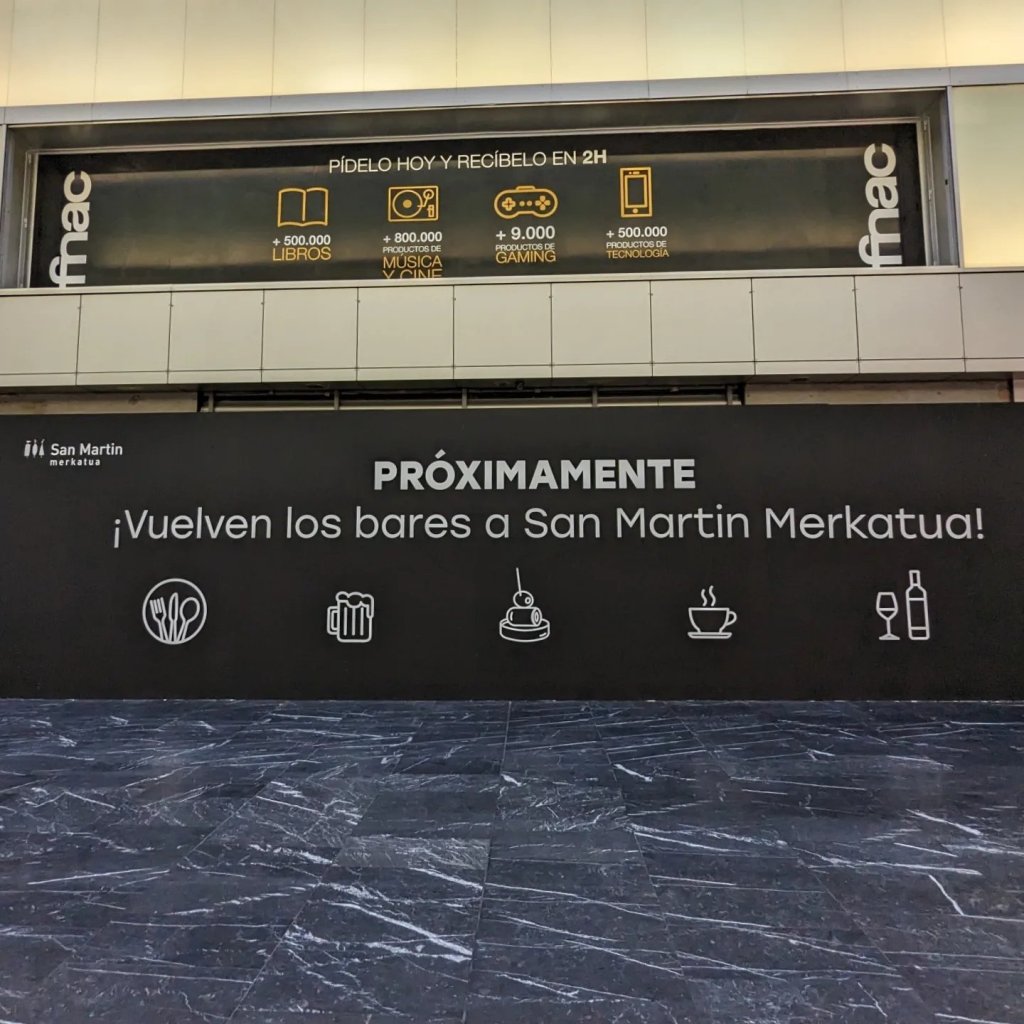 PÍDELO HOY Y RECÍBELO EN 2H
fnac
+ 500.000
LIBROS
+ 800.000
PRODUCTOS DE
MÚSICA
Y CINE
+ 9.000
PRODUCTOS DE
GAMING
+ 500.000
PRODUCTOS DE
TECNOLOGÍA
fnac
San Martin
merkatua
PRÓXIMAMENTE
¡Vuelven los bares a San Martin Merkatua!